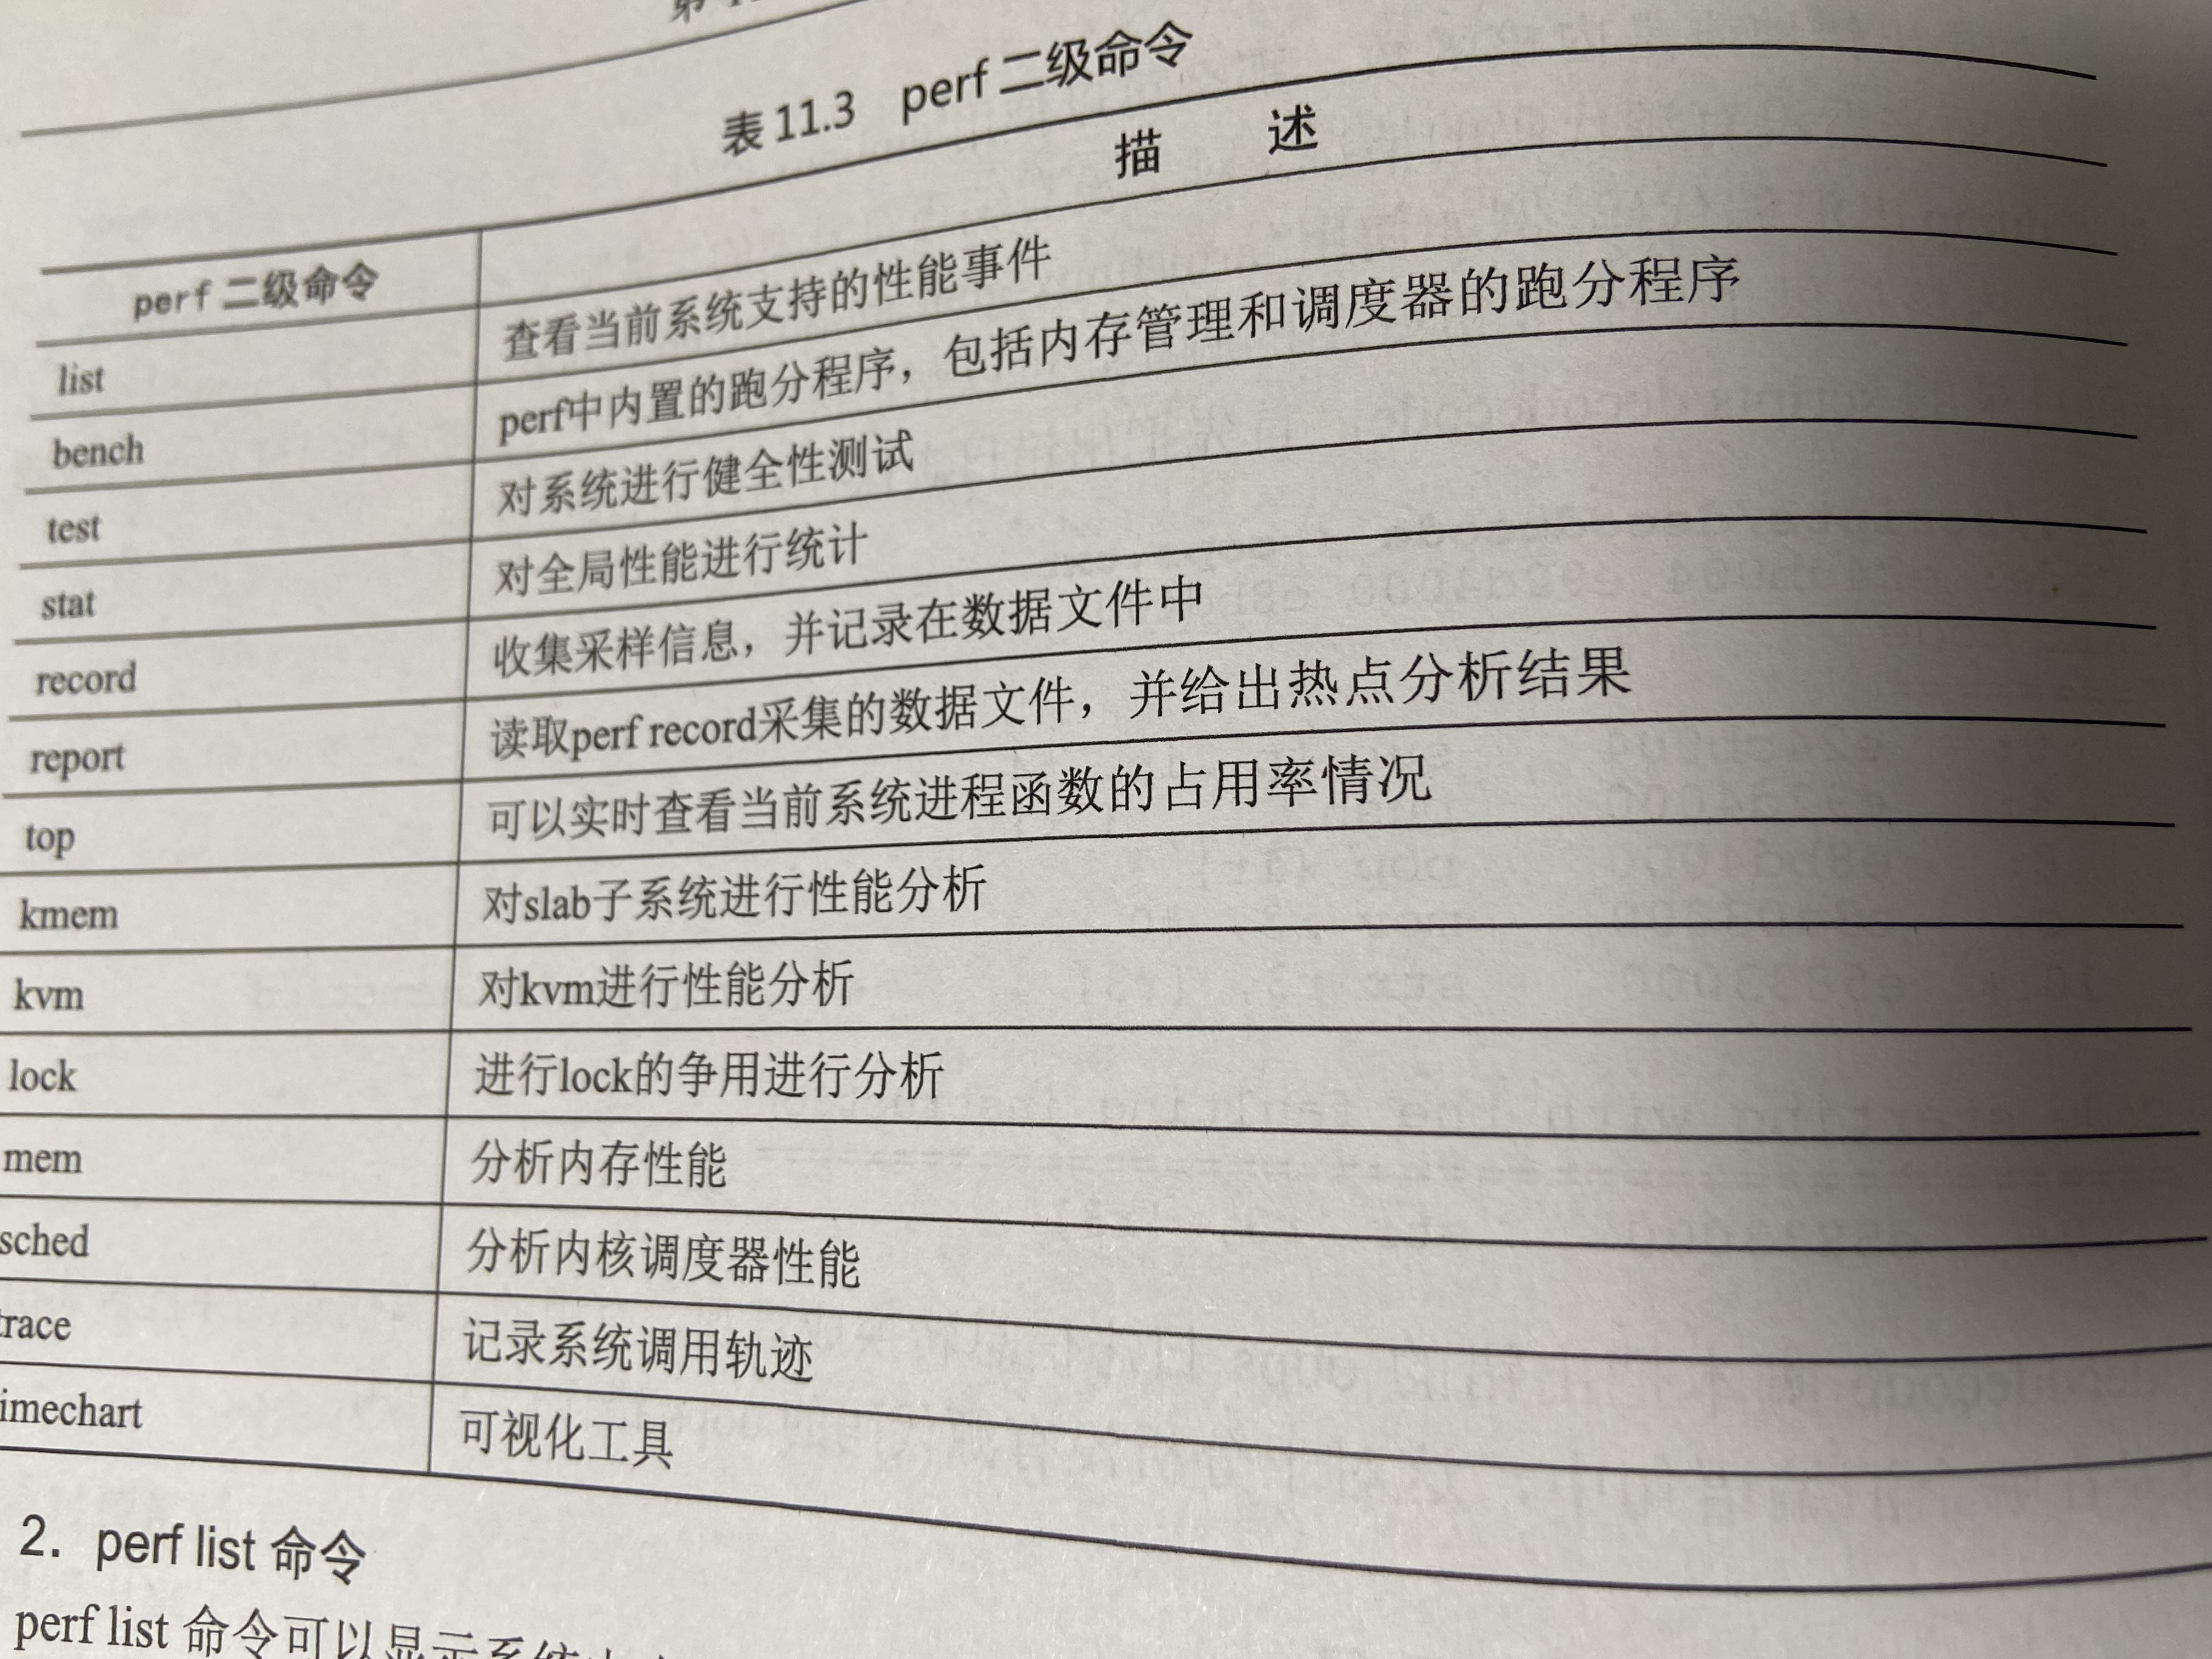 第
表 11.3 perf 二级命令
perf 二级命令 描 述
list 查看当前系统支持的性能事件
bench perf中内置的跑分程序，包括内存管理和调度器的跑分程序
test 对系统进行健全性测试
stat 对全局性能进行统计
record 收集采样信息，并记录在数据文件中
report 读取perf record采集的数据文件，并给出热点分析结果
top 可以实时查看当前系统进程函数的占用率情况
kmem 对slab子系统进行性能分析
kvm 对kvm进行性能分析
lock 进行lock的争用进行分析
mem 分析内存性能
sched 分析内核调度器性能
trace 记录系统调用轨迹
imechart 可视化工具
2. perf list 命令
perf list 命令可以显示系统